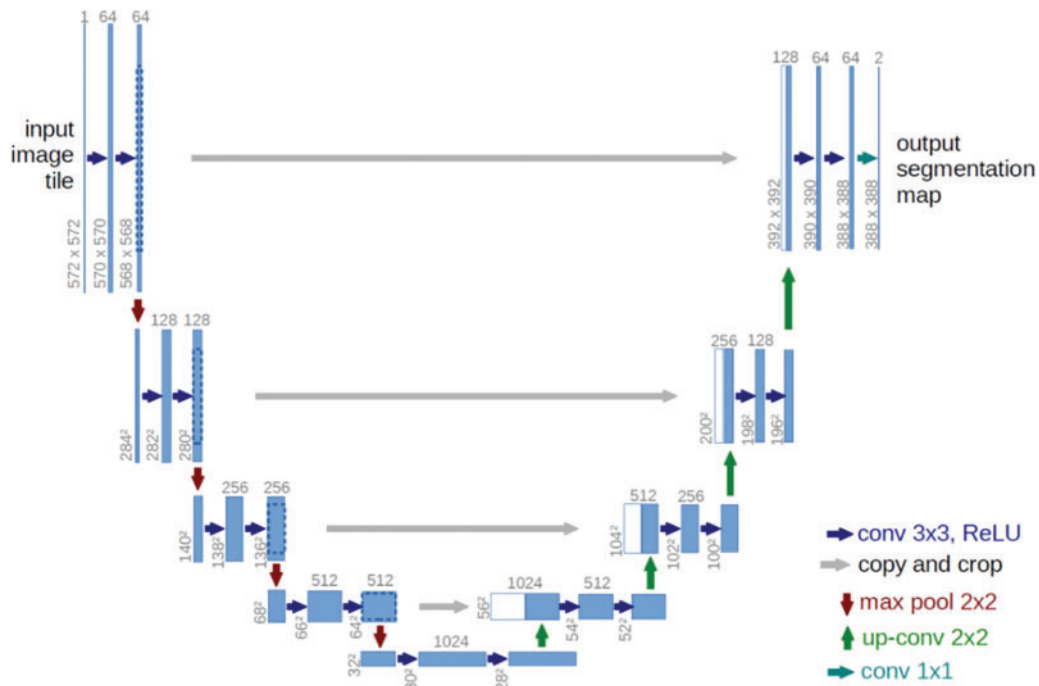 1 64 64
128 64 64 2
input
image
tile
output
segmentation
map
572 x 572
570 x 570
568 x 568
392 x 392
390 x 390
388 x 388
388 x 388
128 128
256 128
284²
282²
280²
200²
198²
196²
256 256
512 256
140²
138²
136²
104²
102²
100²
512 512
1024 512
68²
66²
64²
56²
54²
52²
1024
32²
conv 3x3, ReLU
copy and crop
max pool 2x2
up-conv 2x2
conv 1x1